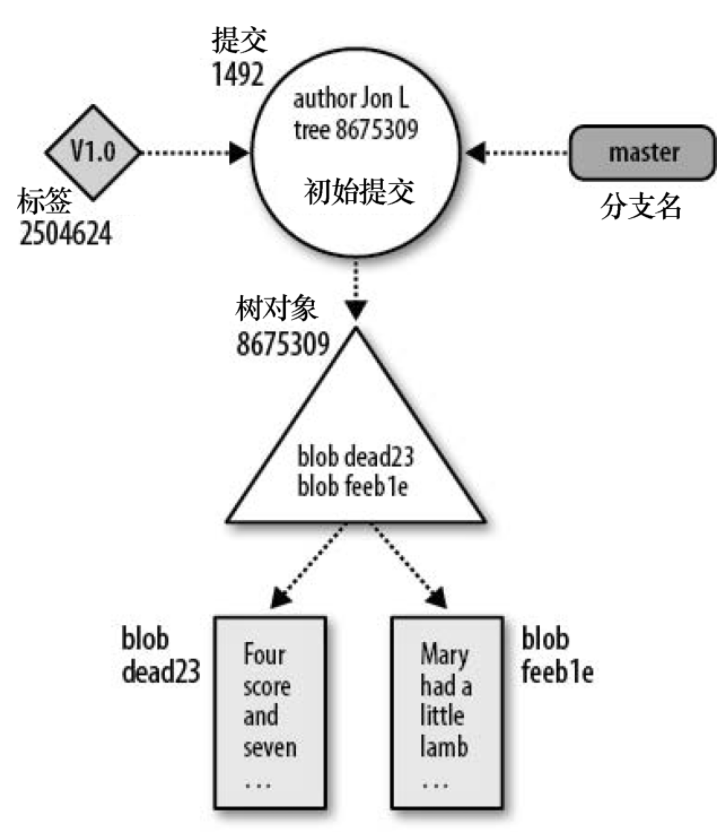 提交
1492
author Jon L
tree 8675309
初始提交
V1.0
标签
2504624
master
分支名
树对象
8675309
blob dead23
blob feeb1e
blob
dead23
Four
score
and
seven
...
Mary
had a
little
lamb
...
blob
feeb1e